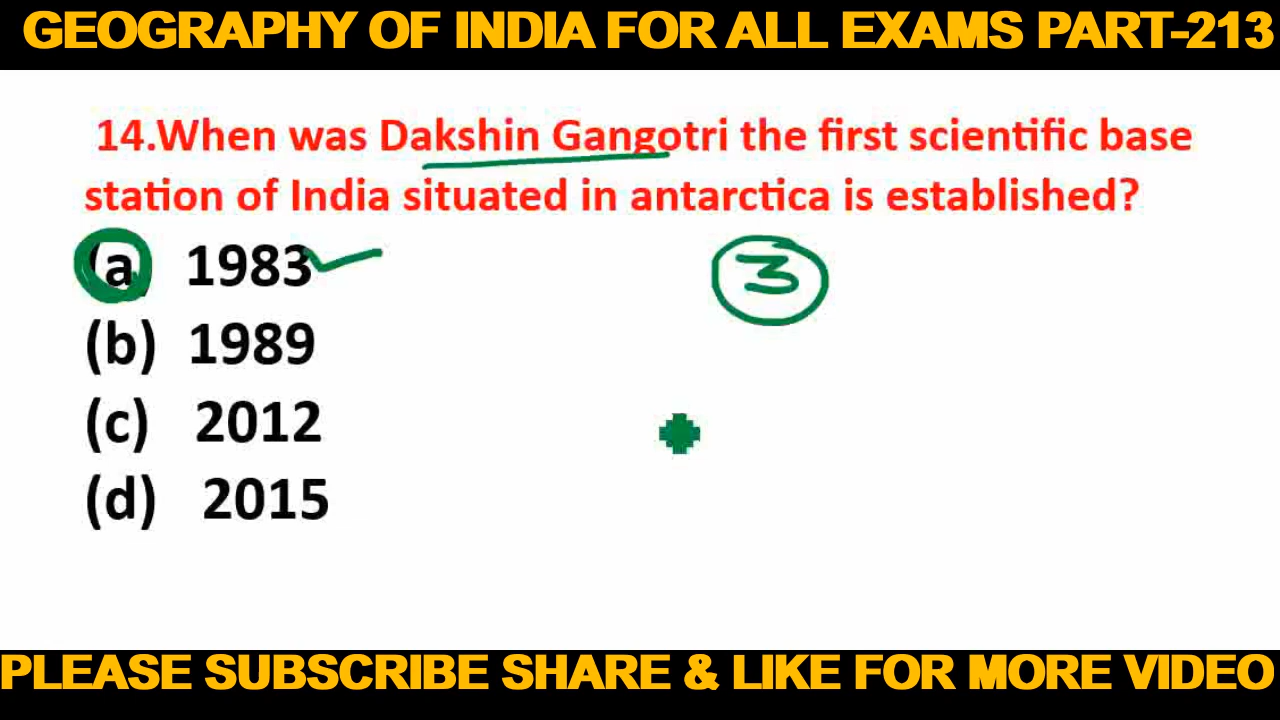 GEOGRAPHY OF INDIA FOR ALL EXAMS PART-213
14.When was Dakshin Gangotri the first scientific base
station of India situated in antarctica is established?
(a) 1983
3
(b) 1989
(c) 2012
(d) 2015
PLEASE SUBSCRIBE SHARE & LIKE FOR MORE VIDEO